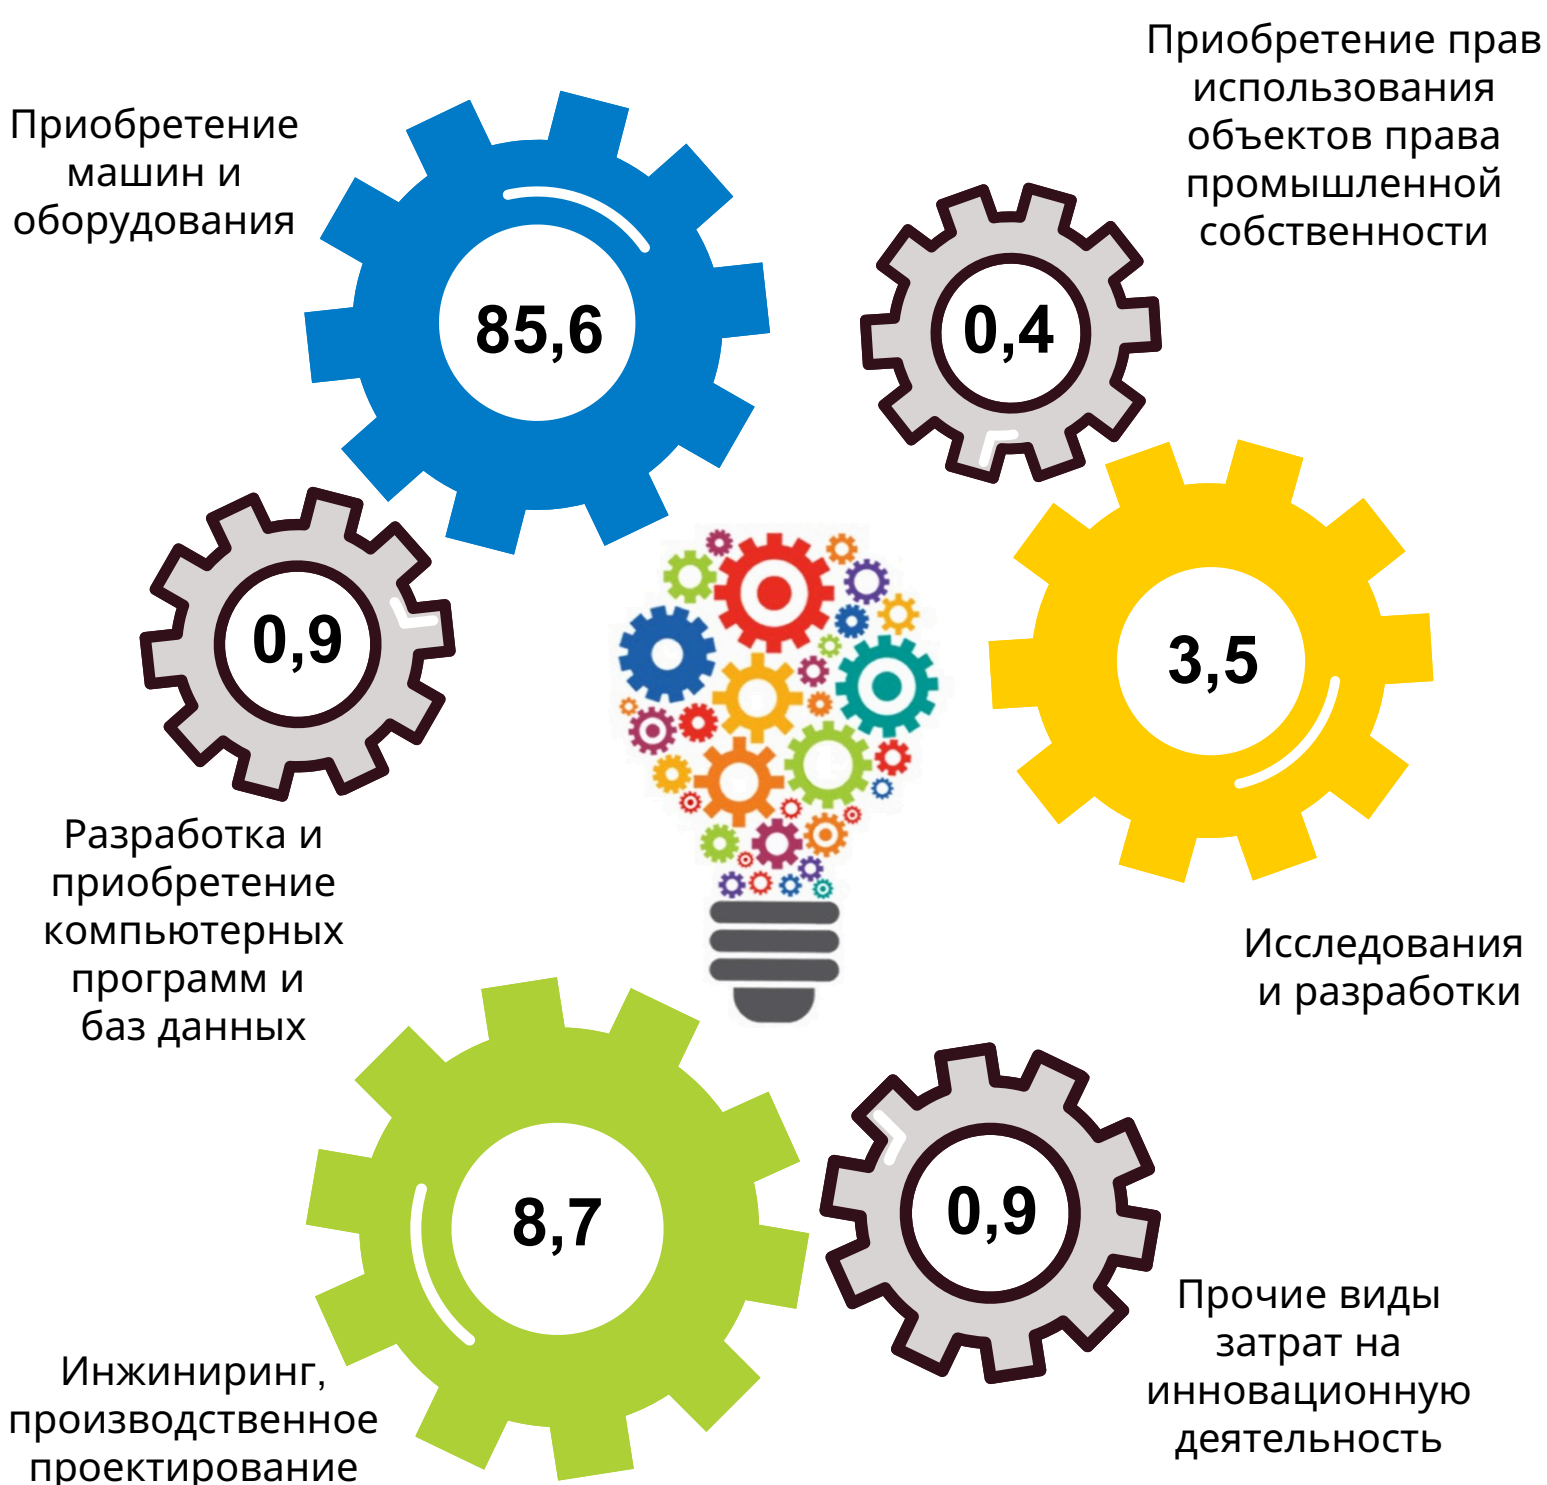 Приобретение
машин и
оборудования
85,6
Приобретение прав
использования
объектов права
промышленной
собственности
0,4
0,9
Разработка и
приобретение
компьютерных
программ и
баз данных
3,5
Исследования
и разработки
8,7
Инжиниринг,
производственное
проектирование
0,9
Прочие виды
затрат на
инновационную
деятельность